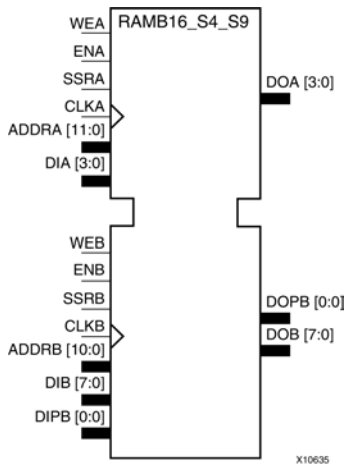 RAMB16_S4_S9
WEA
ENA
SSRA
CLKA
ADDRA [11:0]
DIA [3:0]
DOA [3:0]
WEB
ENB
SSRB
CLKB
ADDRB [10:0]
DIB [7:0]
DIPB [0:0]
DOPB [0:0]
DOB [7:0]
X10635